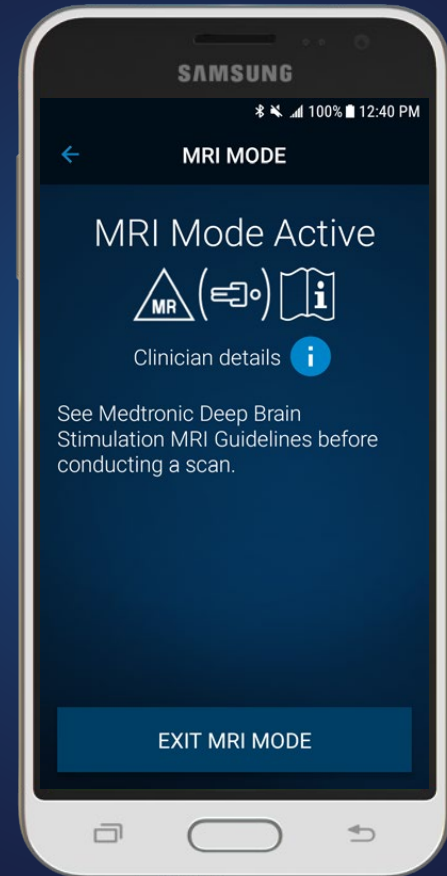 SAMSUNG
100% 12:40 PM
MRI MODE
MRI Mode Active
MR i
Clinician details i
See Medtronic Deep Brain
Stimulation MRI Guidelines before
conducting a scan.
EXIT MRI MODE